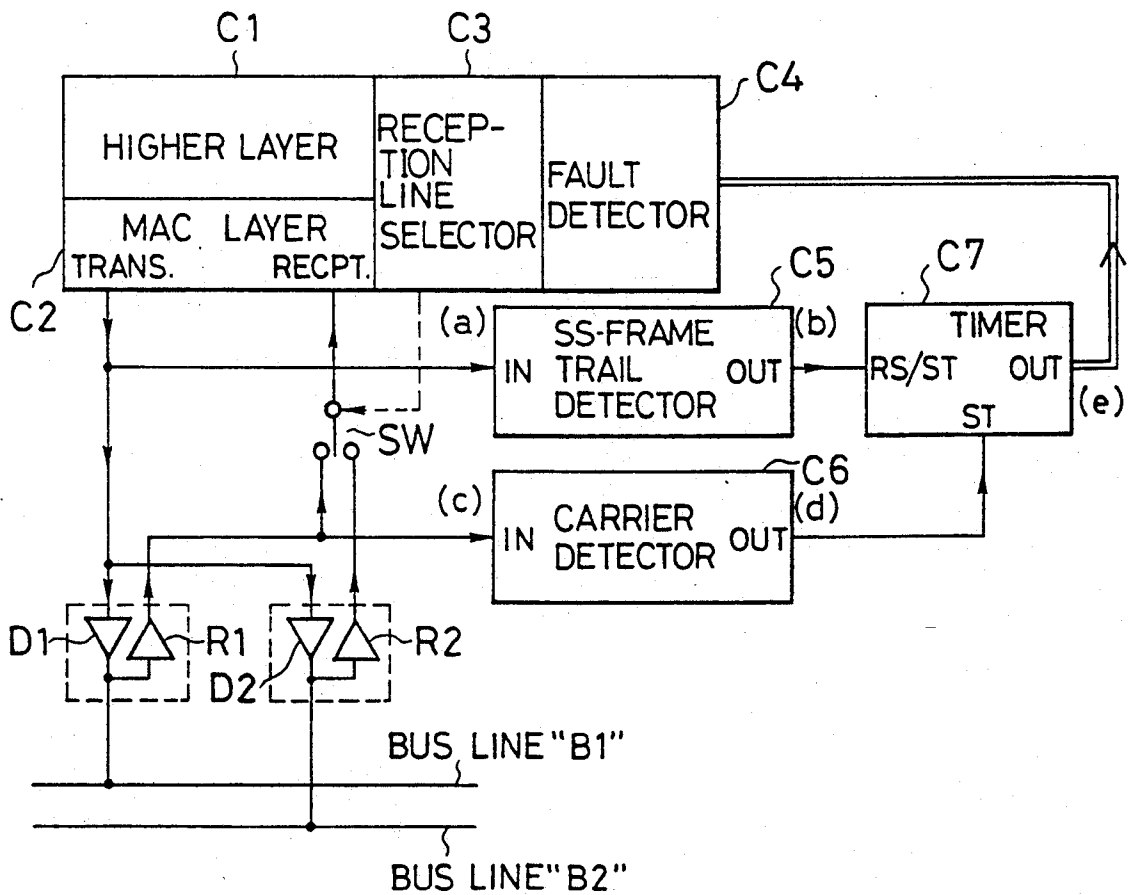 C1
C3
C4
HIGHER LAYER
RECEP-
TION
LINE
SELECTOR
FAULT
DETECTOR
MAC LAYER
TRANS. RECPT.
C2
C5
C7
(a)
SS-FRAME
TRAIL
DETECTOR
IN
OUT
(b)
TIMER
RS/ST OUT
ST
(e)
SW
C6
(c)
CARRIER
DETECTOR
IN
OUT
(d)
D1
R1
D2
R2
BUS LINE "B1"
BUS LINE "B2"